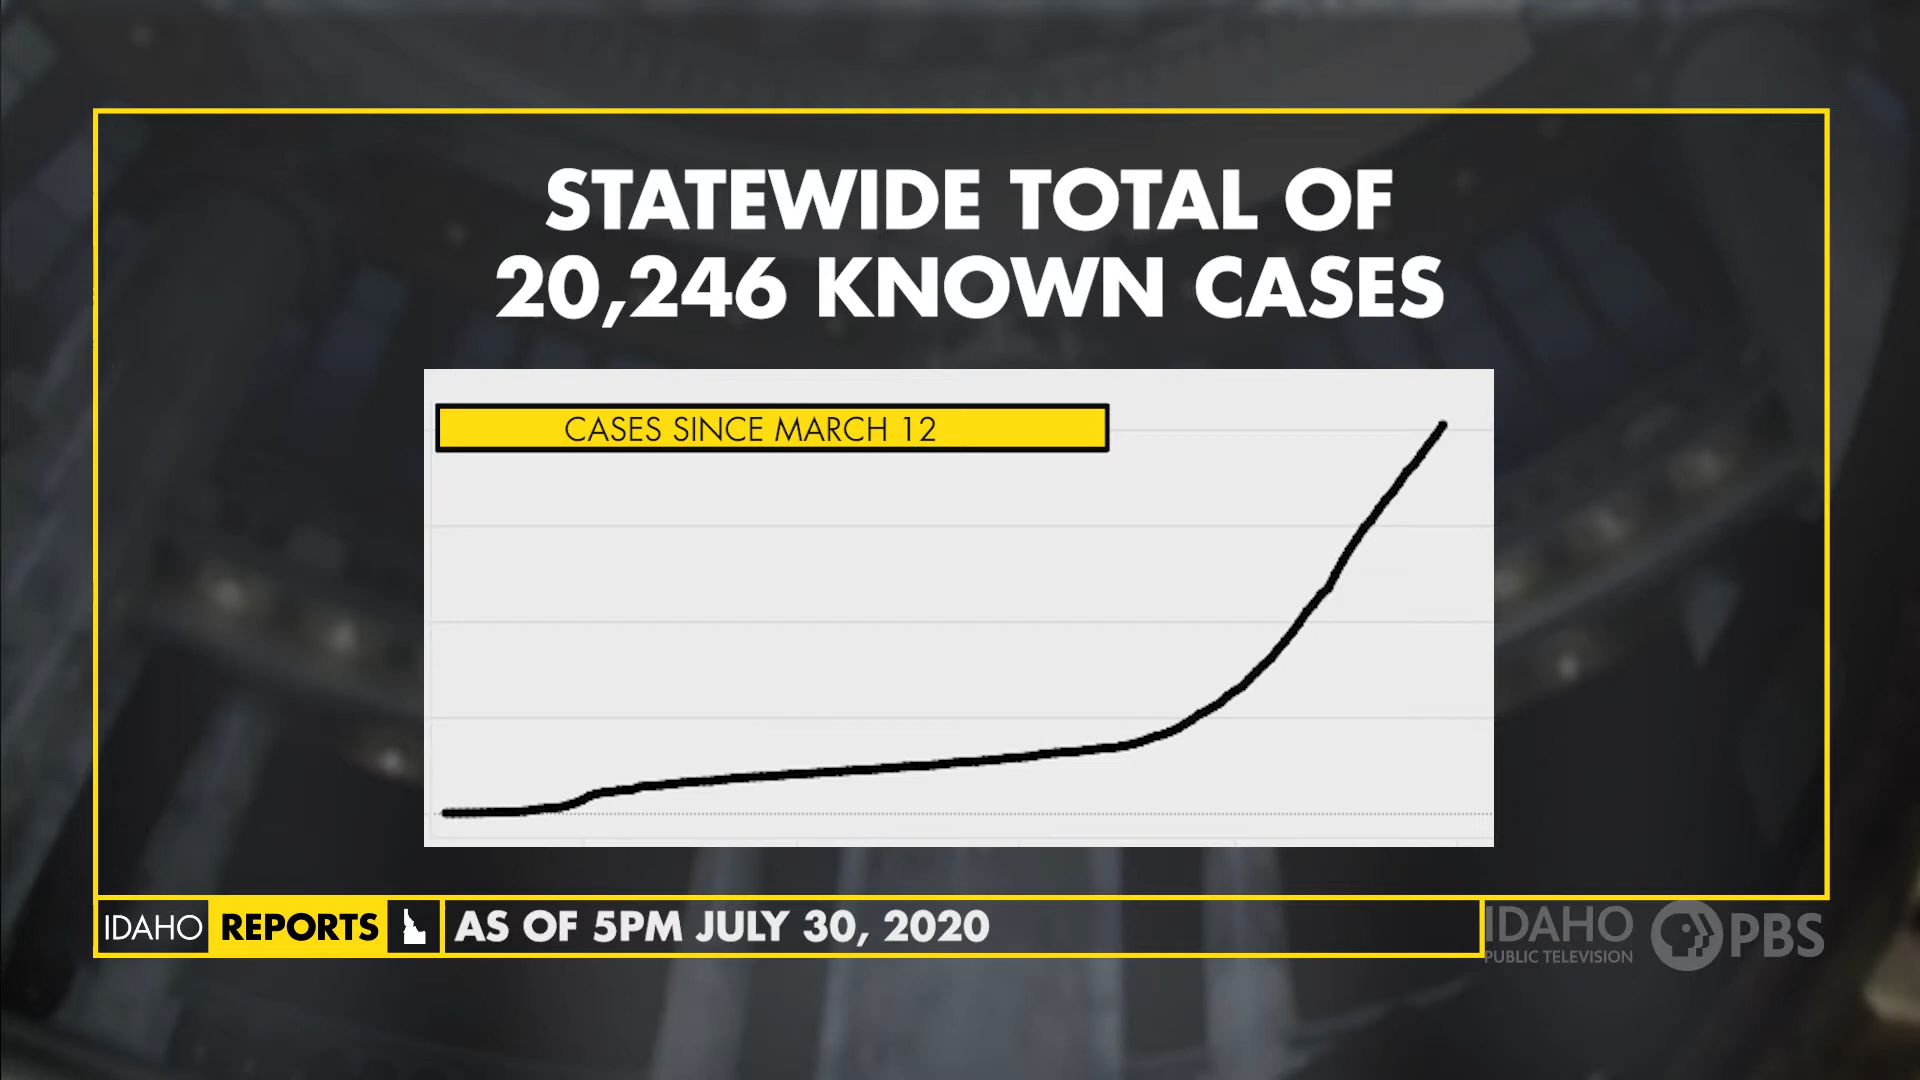 STATEWIDE TOTAL OF
20,246 KNOWN CASES
CASES SINCE MARCH 12
IDAHO REPORTS AS OF 5PM JULY 30, 2020
IDAHO
PUBLIC TELEVISION
PBS